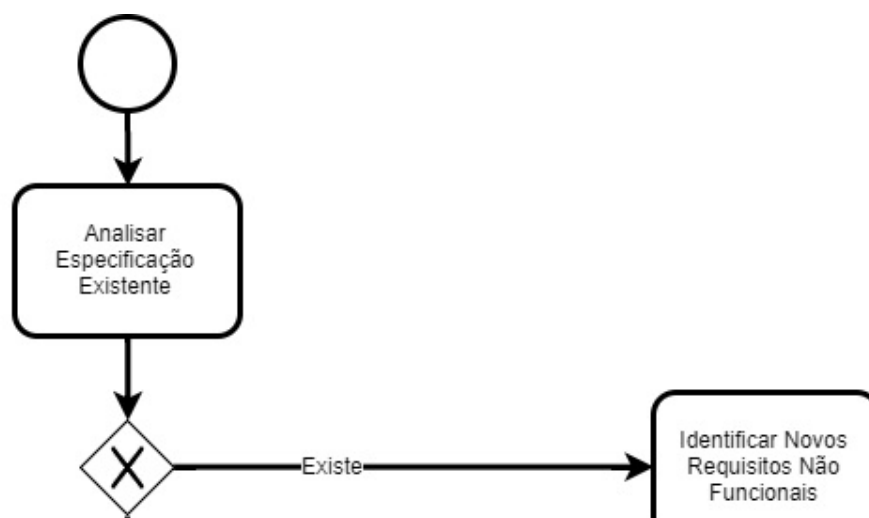 Analisar
Especificação
Existente
Existe
Identificar Novos
Requisitos Não
Funcionais